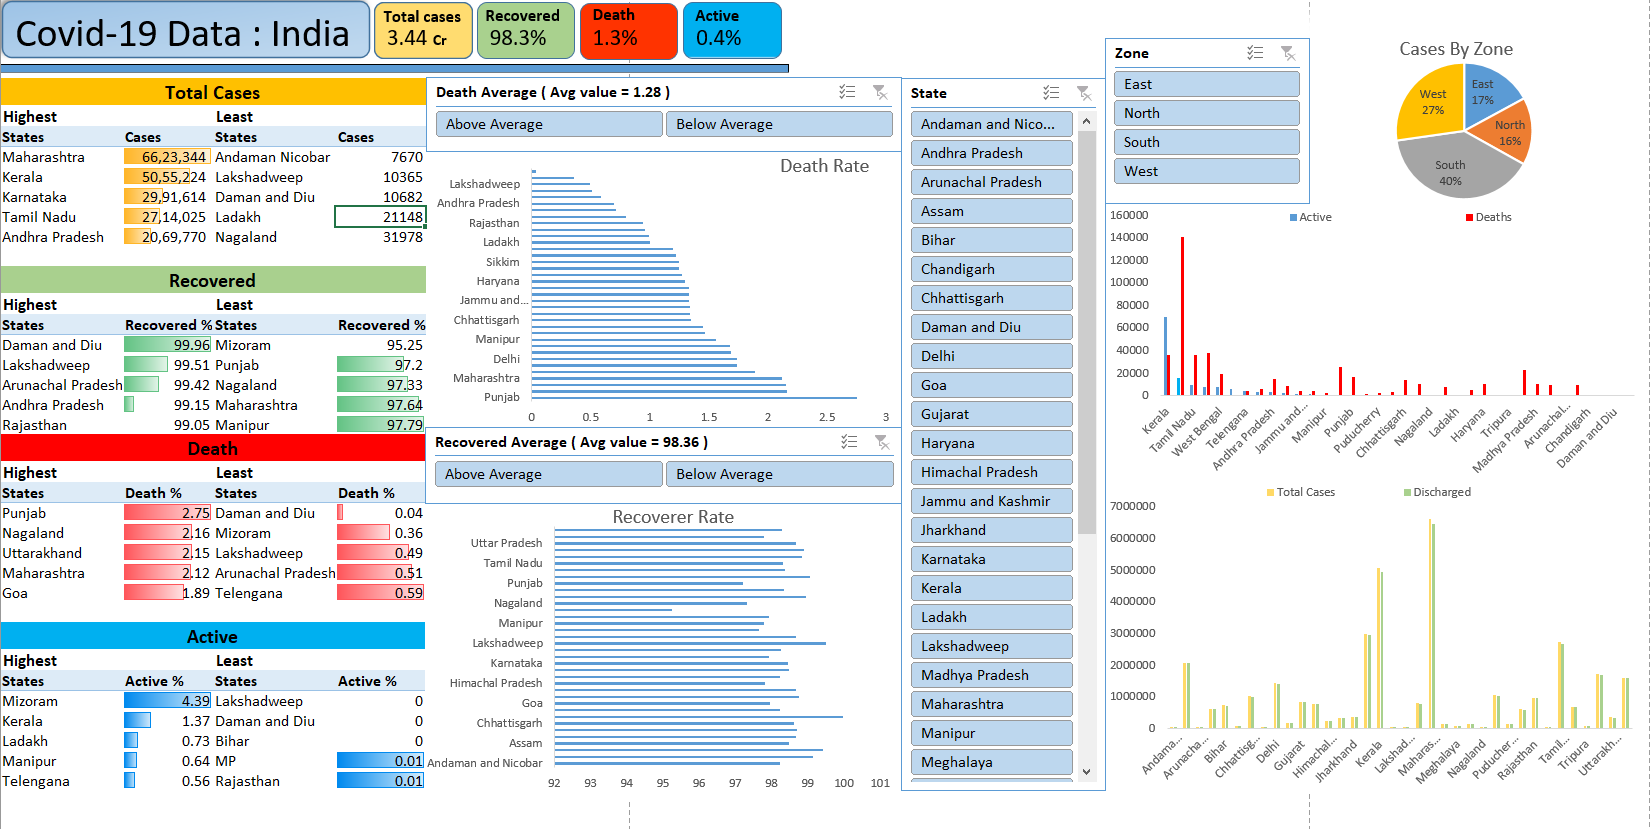 Covid-19 Data : India
Total cases
3.44 Cr
Recovered
98.3%
Death
1.3%
Active
0.4%
Total Cases
Highest Least
States Cases States Cases
Maharashtra 66,23,344 Andaman Nicobar 7670
Kerala 50,55,224 Lakshadweep 10365
Karnataka 29,91,614 Daman and Diu 10682
Tamil Nadu 27,14,025 Ladakh 21148
Andhra Pradesh 20,69,770 Nagaland 31978
Recovered
Highest Least
States Recovered % States Recovered %
Daman and Diu 99.96 Mizoram 95.25
Lakshadweep 99.51 Punjab 97.2
Arunachal Pradesh 99.42 Nagaland 97.33
Andhra Pradesh 99.15 Maharashtra 97.64
Rajasthan 99.05 Manipur 97.79
Death
Highest Least
States Death % States Death %
Punjab 2.75 Daman and Diu 0.04
Nagaland 2.16 Mizoram 0.36
Uttarakhand 2.15 Lakshadweep 0.49
Maharashtra 2.12 Arunachal Pradesh 0.51
Goa 1.89 Telengana 0.59
Active
Highest Least
States Active % States Active %
Mizoram 4.39 Lakshadweep 0
Kerala 1.37 Daman and Diu 0
Ladakh 0.73 Bihar 0
Manipur 0.64 MP 0.01
Telengana 0.56 Rajasthan 0.01
Death Average ( Avg value = 1.28 )
Above Average Below Average
Death Rate
Lakshadweep
Andhra Pradesh
Rajasthan
Ladakh
Sikkim
Haryana
Jammu and...
Chhattisgarh
Manipur
Delhi
Maharashtra
Punjab
0 0.5 1 1.5 2 2.5 3
Recovered Average ( Avg value = 98.36 )
Above Average Below Average
Recoverer Rate
Uttar Pradesh
Tamil Nadu
Punjab
Nagaland
Manipur
Lakshadweep
Karnataka
Himachal Pradesh
Goa
Chhattisgarh
Assam
Andaman and Nicobar
92 93 94 95 96 97 98 99 100 101
State
Andaman and Nico...
Andhra Pradesh
Arunachal Pradesh
Assam
Bihar
Chandigarh
Chhattisgarh
Daman and Diu
Delhi
Goa
Gujarat
Haryana
Himachal Pradesh
Jammu and Kashmir
Jharkhand
Karnataka
Kerala
Ladakh
Lakshadweep
Madhya Pradesh
Maharashtra
Manipur
Meghalaya
Zone
East
North
South
West
Cases By Zone
East
17%
North
16%
South
40%
West
27%
Active Deaths
160000
140000
120000
100000
80000
60000
40000
20000
0
Kerala
Tamil Nadu
West Bengal
Telengana
Andhra Pradesh
Jammu and...
Manipur
Punjab
Puducherry
Chhattisgarh
Nagaland
Ladakh
Haryana
Tripura
Madhya Pradesh
Arunachal...
Chandigarh
Daman and Diu
Total Cases Discharged
7000000
6000000
5000000
4000000
3000000
2000000
1000000
0
Andama...
Arunacha...
Bihar
Chhattisg...
Delhi
Gujarat
Himachal...
Jharkhand
Kerala
Lakshad...
Maharas...
Meghalaya
Nagaland
Puducher...
Rajasthan
Tamil...
Tripura
Uttarakh...